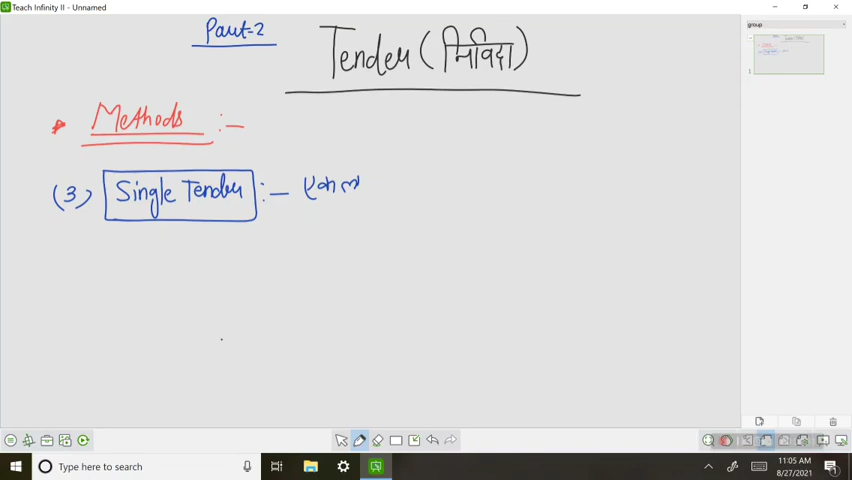 Teach Infinity II - Unnamed
group
Part-2
Tender (निविदा)
Methods :-
(3) Single Tender :- एकल
1
Type here to search
11:05 AM
8/27/2021